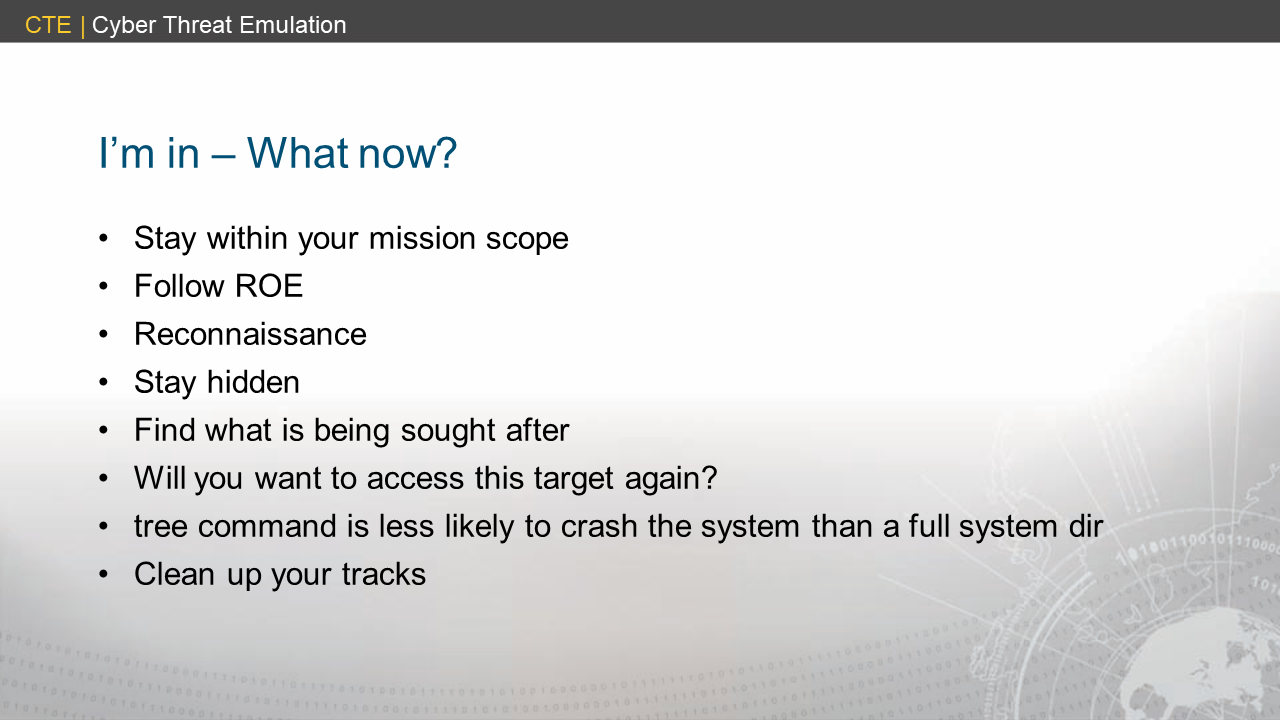 CTE | Cyber Threat Emulation
I’m in – What now?
• Stay within your mission scope
• Follow ROE
• Reconnaissance
• Stay hidden
• Find what is being sought after
• Will you want to access this target again?
• tree command is less likely to crash the system than a full system dir
• Clean up your tracks